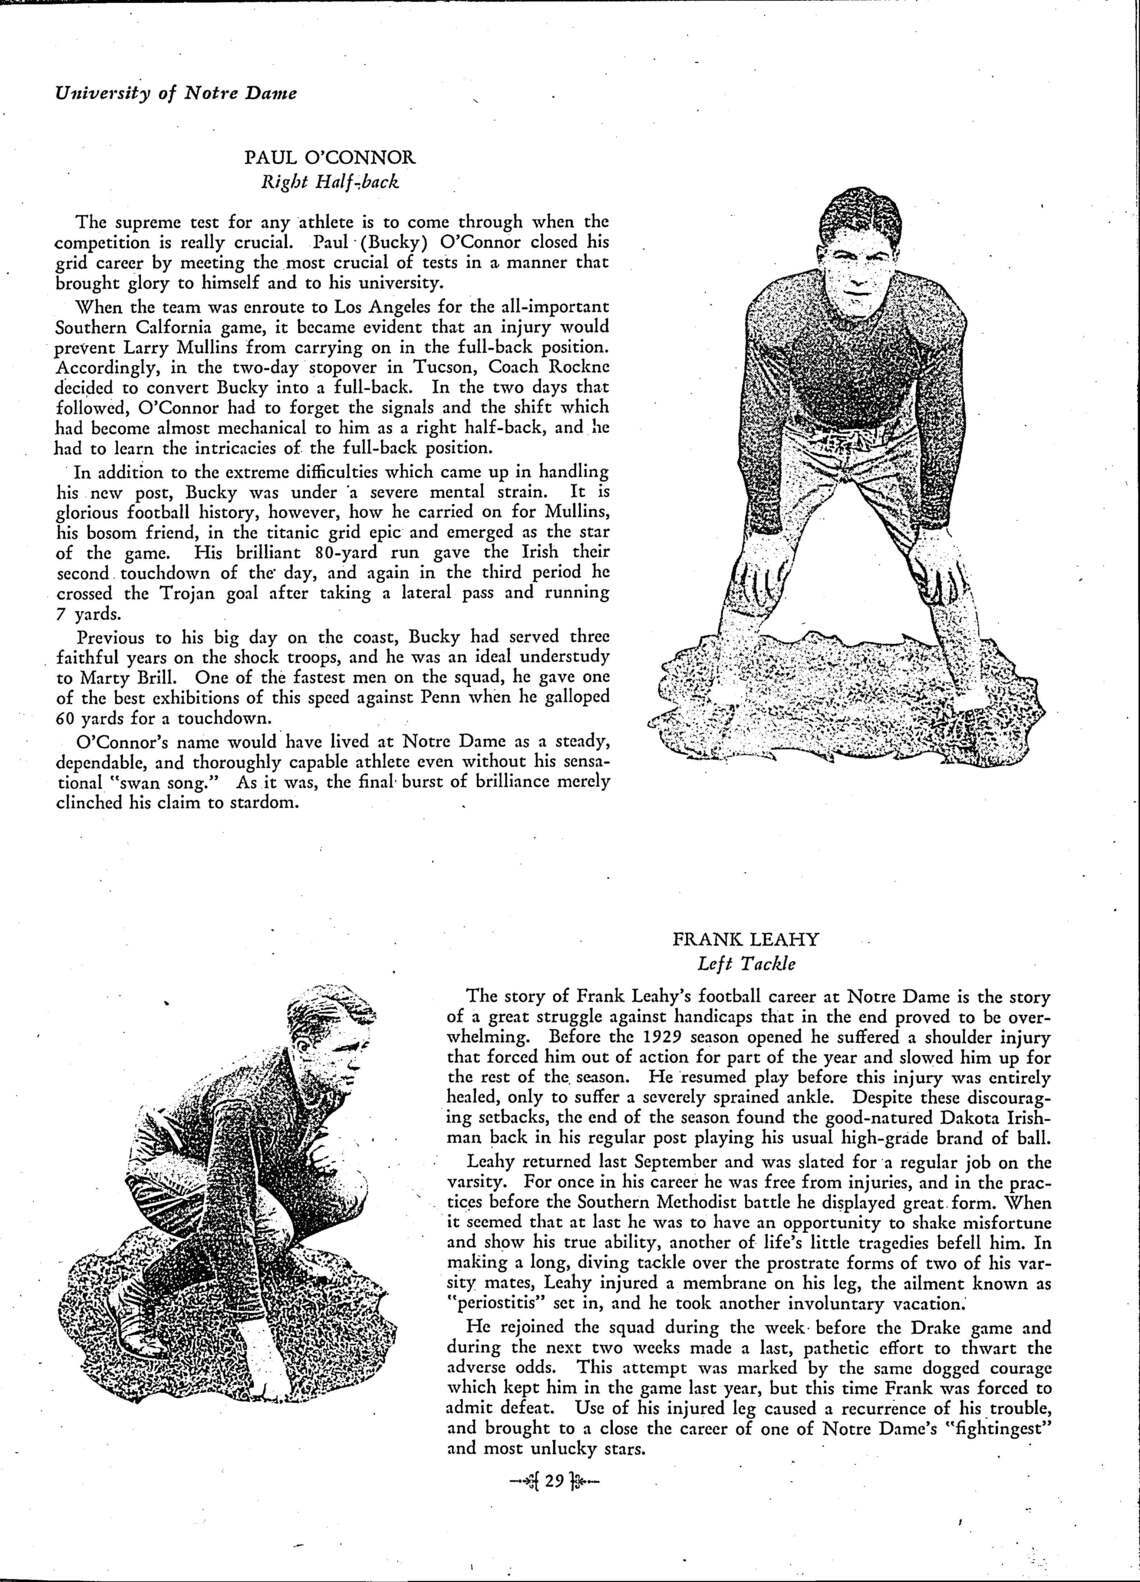 University of Notre Dame
PAUL O'CONNOR
Right Half-back
The supreme test for any athlete is to come through when the
competition is really crucial. Paul (Bucky) O'Connor closed his
grid career by meeting the most crucial of tests in a manner that
brought glory to himself and to his university.
When the team was enroute to Los Angeles for the all-important
Southern Calfornia game, it became evident that an injury would
prevent Larry Mullins from carrying on in the full-back position.
Accordingly, in the two-day stopover in Tucson, Coach Rockne
decided to convert Bucky into a full-back. In the two days that
followed, O'Connor had to forget the signals and the shift which
had become almost mechanical to him as a right half-back, and he
had to learn the intricacies of the full-back position.
In addition to the extreme difficulties which came up in handling
his new post, Bucky was under a severe mental strain. It is
glorious football history, however, how he carried on for Mullins,
his bosom friend, in the titanic grid epic and emerged as the star
of the game. His brilliant 80-yard run gave the Irish their
second touchdown of the day, and again in the third period he
crossed the Trojan goal after taking a lateral pass and running
7 yards.
Previous to his big day on the coast, Bucky had served three
faithful years on the shock troops, and he was an ideal understudy
to Marty Brill. One of the fastest men on the squad, he gave one
of the best exhibitions of this speed against Penn when he galloped
60 yards for a touchdown.
O'Connor's name would have lived at Notre Dame as a steady,
dependable, and thoroughly capable athlete even without his sensa-
tional "swan song." As it was, the final burst of brilliance merely
clinched his claim to stardom.
FRANK LEAHY
Left Tackle
The story of Frank Leahy's football career at Notre Dame is the story
of a great struggle against handicaps that in the end proved to be over-
whelming. Before the 1929 season opened he suffered a shoulder injury
that forced him out of action for part of the year and slowed him up for
the rest of the season. He resumed play before this injury was entirely
healed, only to suffer a severely sprained ankle. Despite these discourag-
ing setbacks, the end of the season found the good-natured Dakota Irish-
man back in his regular post playing his usual high-grade brand of ball.
Leahy returned last September and was slated for a regular job on the
varsity. For once in his career he was free from injuries, and in the prac-
tices before the Southern Methodist battle he displayed great form. When
it seemed that at last he was to have an opportunity to shake misfortune
and show his true ability, another of life's little tragedies befell him. In
making a long, diving tackle over the prostrate forms of two of his var-
sity mates, Leahy injured a membrane on his leg, the ailment known as
"periostitis" set in, and he took another involuntary vacation.
He rejoined the squad during the week before the Drake game and
during the next two weeks made a last, pathetic effort to thwart the
adverse odds. This attempt was marked by the same dogged courage
which kept him in the game last year, but this time Frank was forced to
admit defeat. Use of his injured leg caused a recurrence of his trouble,
and brought to a close the career of one of Notre Dame's "fightingest"
and most unlucky stars.
29